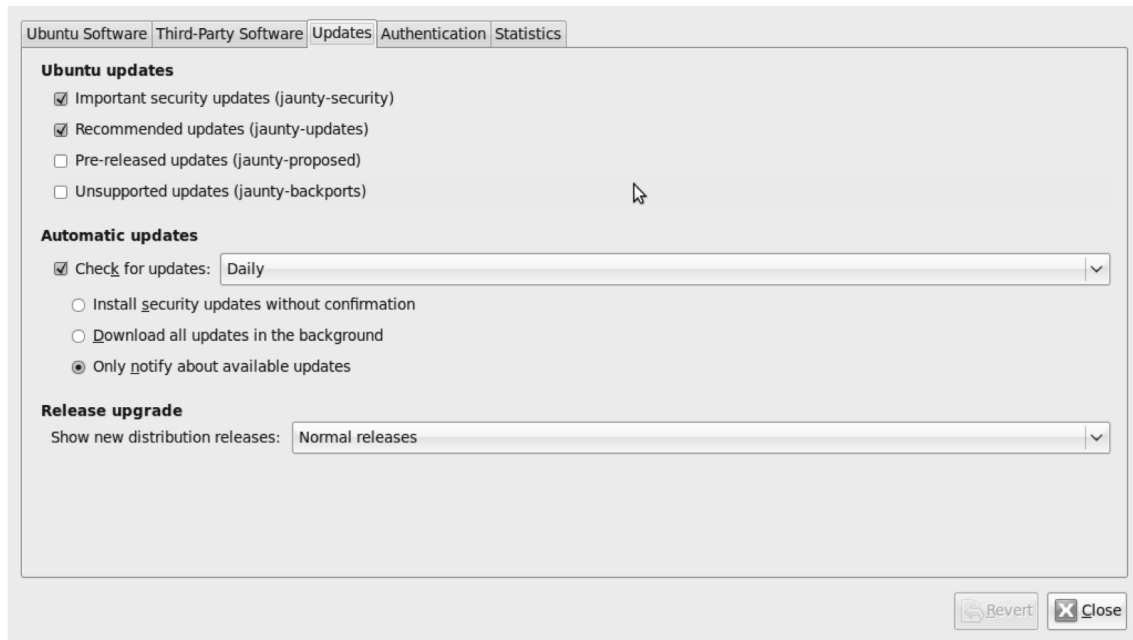 Ubuntu Software Third-Party Software Updates Authentication Statistics
Ubuntu updates
Important security updates (jaunty-security)
Recommended updates (jaunty-updates)
Pre-released updates (jaunty-proposed)
Unsupported updates (jaunty-backports)
Automatic updates
Check for updates: Daily
Install security updates without confirmation
Download all updates in the background
Only notify about available updates
Release upgrade
Show new distribution releases: Normal releases
Revert Close